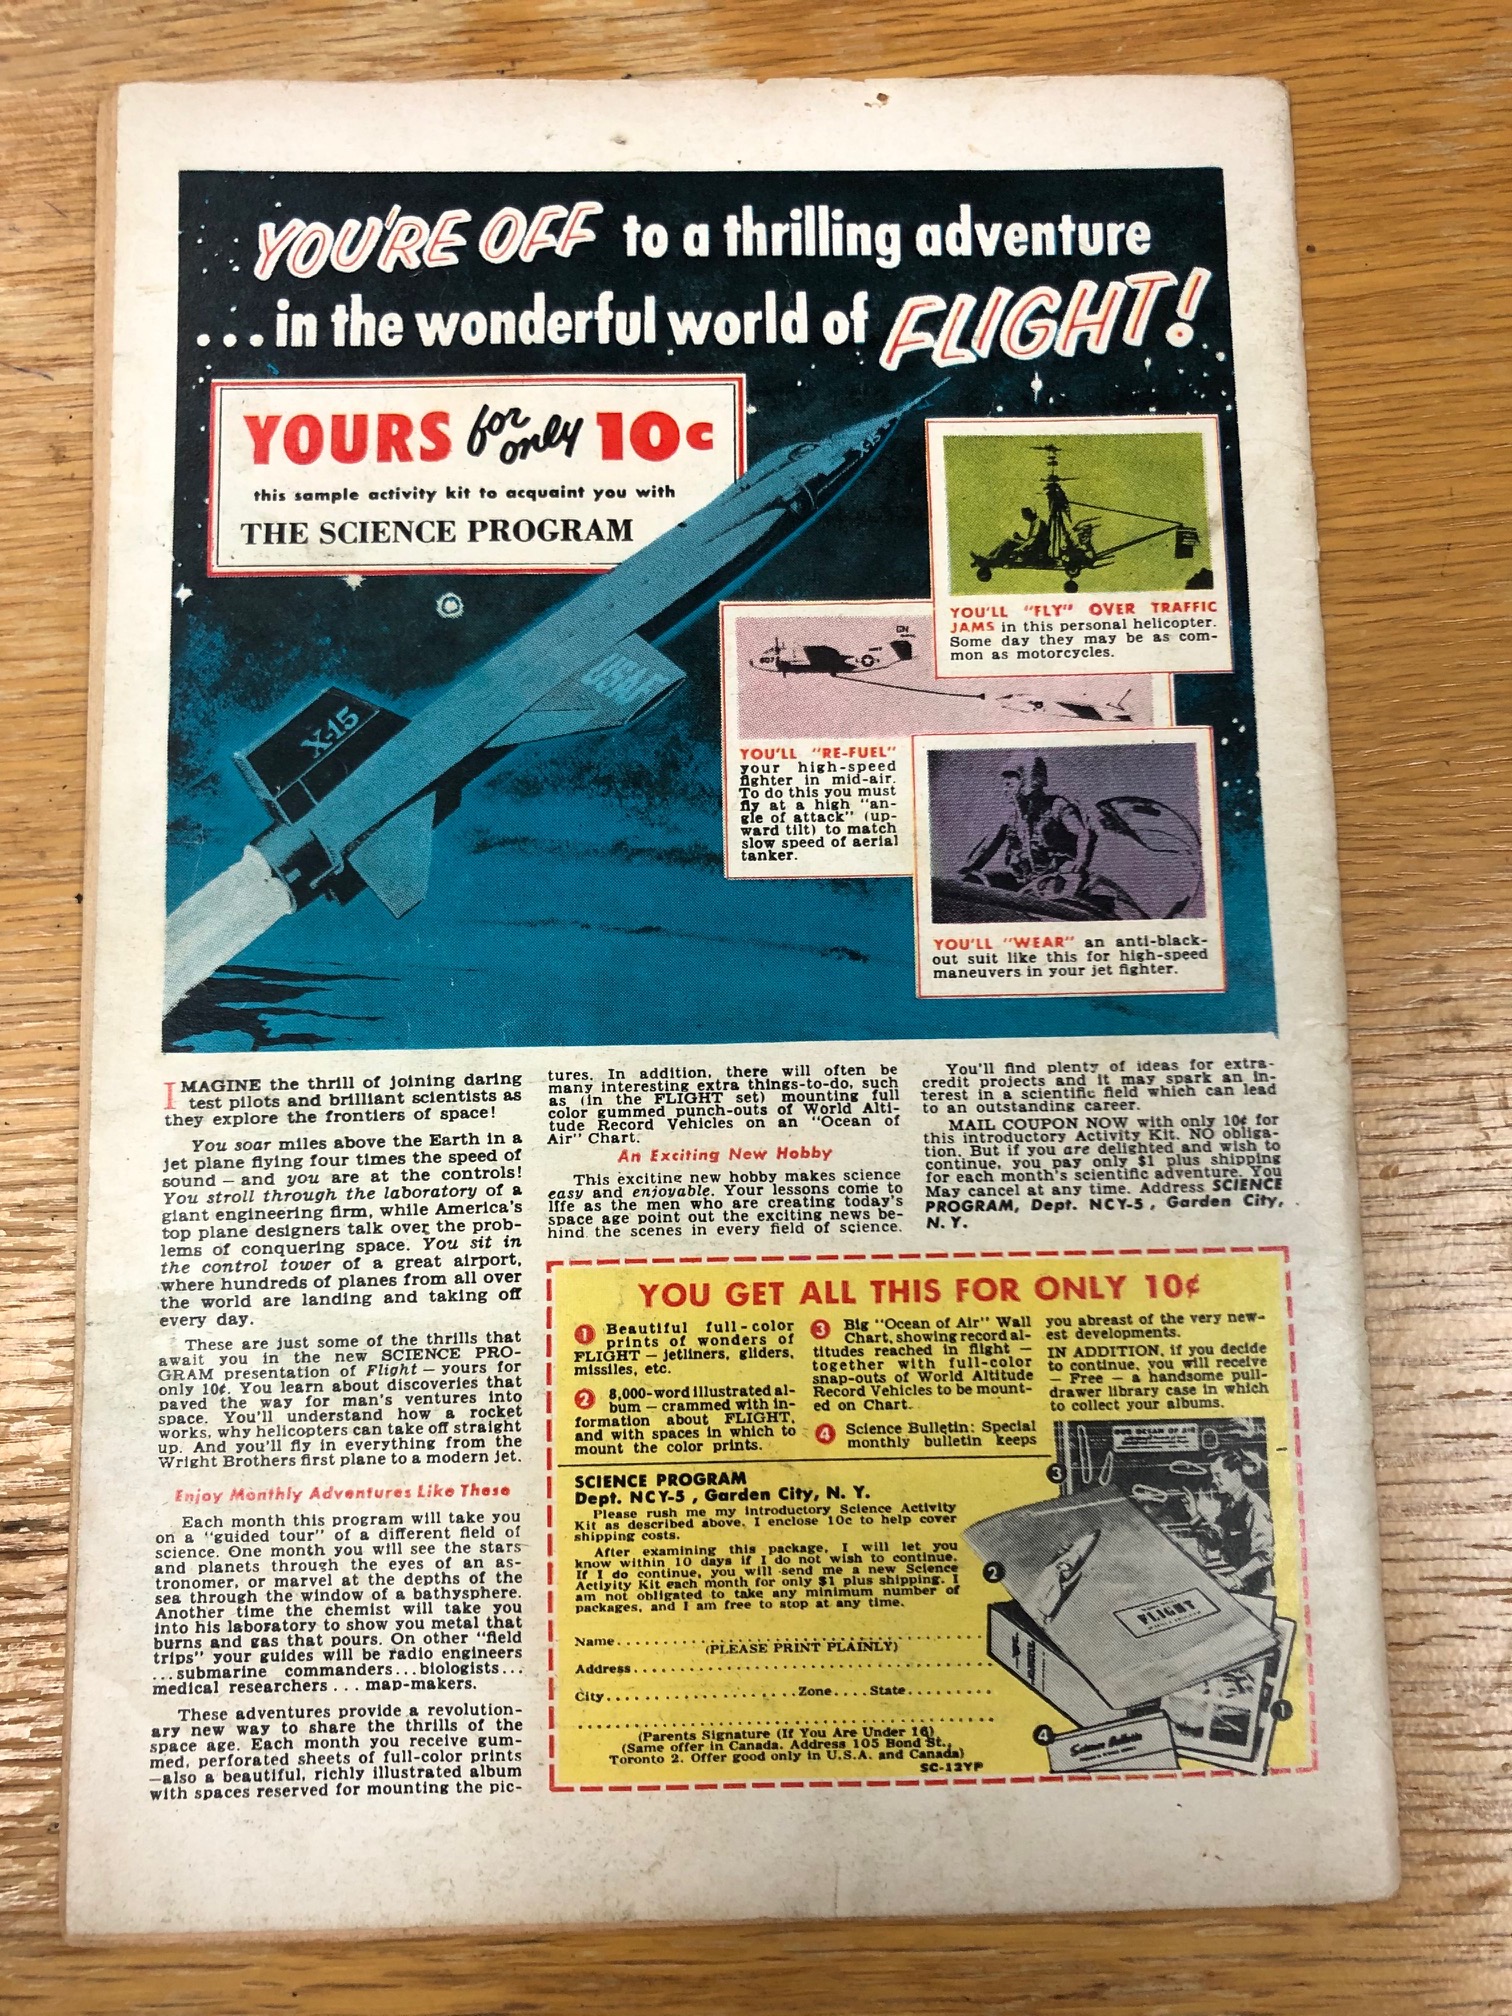 YOU'RE OFF to a thrilling adventure
...in the wonderful world of FLIGHT!
YOURS for only 10c
this sample activity kit to acquaint you with
THE SCIENCE PROGRAM
X-15
USAF
X-15
YOU'LL "FLY" OVER TRAFFIC
JAMS in this personal helicopter.
Some day they may be as com-
mon as motorcycles.
YOU'LL "RE-FUEL"
your high-speed
fighter in mid-air.
To do this you must
fly at a high "an-
gle of attack" (up-
ward tilt) to match
slow speed of aerial
tanker.
YOU'LL "WEAR" an anti-black-
out suit like this for high-speed
maneuvers in your jet fighter.
IMAGINE the thrill of joining daring
test pilots and brilliant scientists as
they explore the frontiers of space!
You soar miles above the Earth in a
jet plane flying four times the speed of
sound — and you are at the controls!
You stroll through the laboratory of a
giant engineering firm, while America's
top plane designers talk over the prob-
lems of conquering space. You sit in
the control tower of a great airport,
where hundreds of planes from all over
the world are landing and taking off
every day.
These are just some of the thrills that
await you in the new SCIENCE PRO-
GRAM presentation of Flight — yours for
only 10¢. You learn about discoveries that
paved the way for man's ventures into
space. You'll understand how a rocket
works, why helicopters can take off straight
up. And you'll fly in everything from the
Wright Brothers first plane to a modern jet.
Enjoy Monthly Adventures Like These
Each month this program will take you
on a "guided tour" of a different field of
science. One month you will see the stars
and planets through the eyes of an as-
tronomer, or marvel at the depths of the
sea through the window of a bathysphere.
Another time the chemist will take you
into his laboratory to show you metal that
burns and gas that pours. On other "field
trips" your guides will be radio engineers
...submarine commanders...biologists...
medical researchers ... map-makers.
These adventures provide a revolution-
ary new way to share the thrills of the
space age. Each month you receive gum-
med, perforated sheets of full-color prints
—also a beautiful, richly illustrated album
with spaces reserved for mounting the pic-
tures. In addition, there will often be
many interesting extra things-to-do, such
as (in the FLIGHT set) mounting full
color gummed punch-outs of World Alti-
tude Record Vehicles on an "Ocean of
Air" Chart.
An Exciting New Hobby
This exciting new hobby makes science
easy and enjoyable. Your lessons come to
life as the men who are creating today's
space age point out the exciting news be-
hind the scenes in every field of science.
You'll find plenty of ideas for extra-
credit projects and it may spark an in-
terest in a scientific field which can lead
to an outstanding career.
MAIL COUPON NOW with only 10¢ for
this introductory Activity Kit. NO obliga-
tion. But if you are delighted and wish to
continue, you pay only $1 plus shipping
for each month's scientific adventure. You
May cancel at any time. Address SCIENCE
PROGRAM, Dept. NCY-5 , Garden City,
N. Y.
YOU GET ALL THIS FOR ONLY 10¢
1 Beautiful full-color
prints of wonders of
FLIGHT — jetliners, gliders,
missiles, etc.
2 8,000-word illustrated al-
bum — crammed with in-
formation about FLIGHT,
and with spaces in which to
mount the color prints.
3 Big "Ocean of Air" Wall
Chart, showing record al-
titudes reached in flight —
together with full-color
snap-outs of World Altitude
Record Vehicles to be mount-
ed on Chart.
4 Science Bulletin: Special
monthly bulletin keeps
you abreast of the very new-
est developments.
IN ADDITION, if you decide
to continue, you will receive
— Free — a handsome pull-
drawer library case in which
to collect your albums.
SCIENCE PROGRAM
Dept. NCY-5 , Garden City, N. Y.
Please rush me my introductory Science Activity
Kit as described above. I enclose 10c to help cover
shipping costs.
After examining this package, I will let you
know within 10 days if I do not wish to continue.
If I do continue, you will send me a new Science
Activity Kit each month for only $1 plus shipping. I
am not obligated to take any minimum number of
packages, and I am free to stop at any time.
Name
(PLEASE PRINT PLAINLY)
Address
City Zone State
(Parents Signature (If You Are Under 16)
(Same offer in Canada. Address 105 Bond St.,
Toronto 2. Offer good only in U.S.A. and Canada)
SC-12YP
OUR OCEAN OF AIR
3
2
FLIGHT
1
4
Science Bulletin